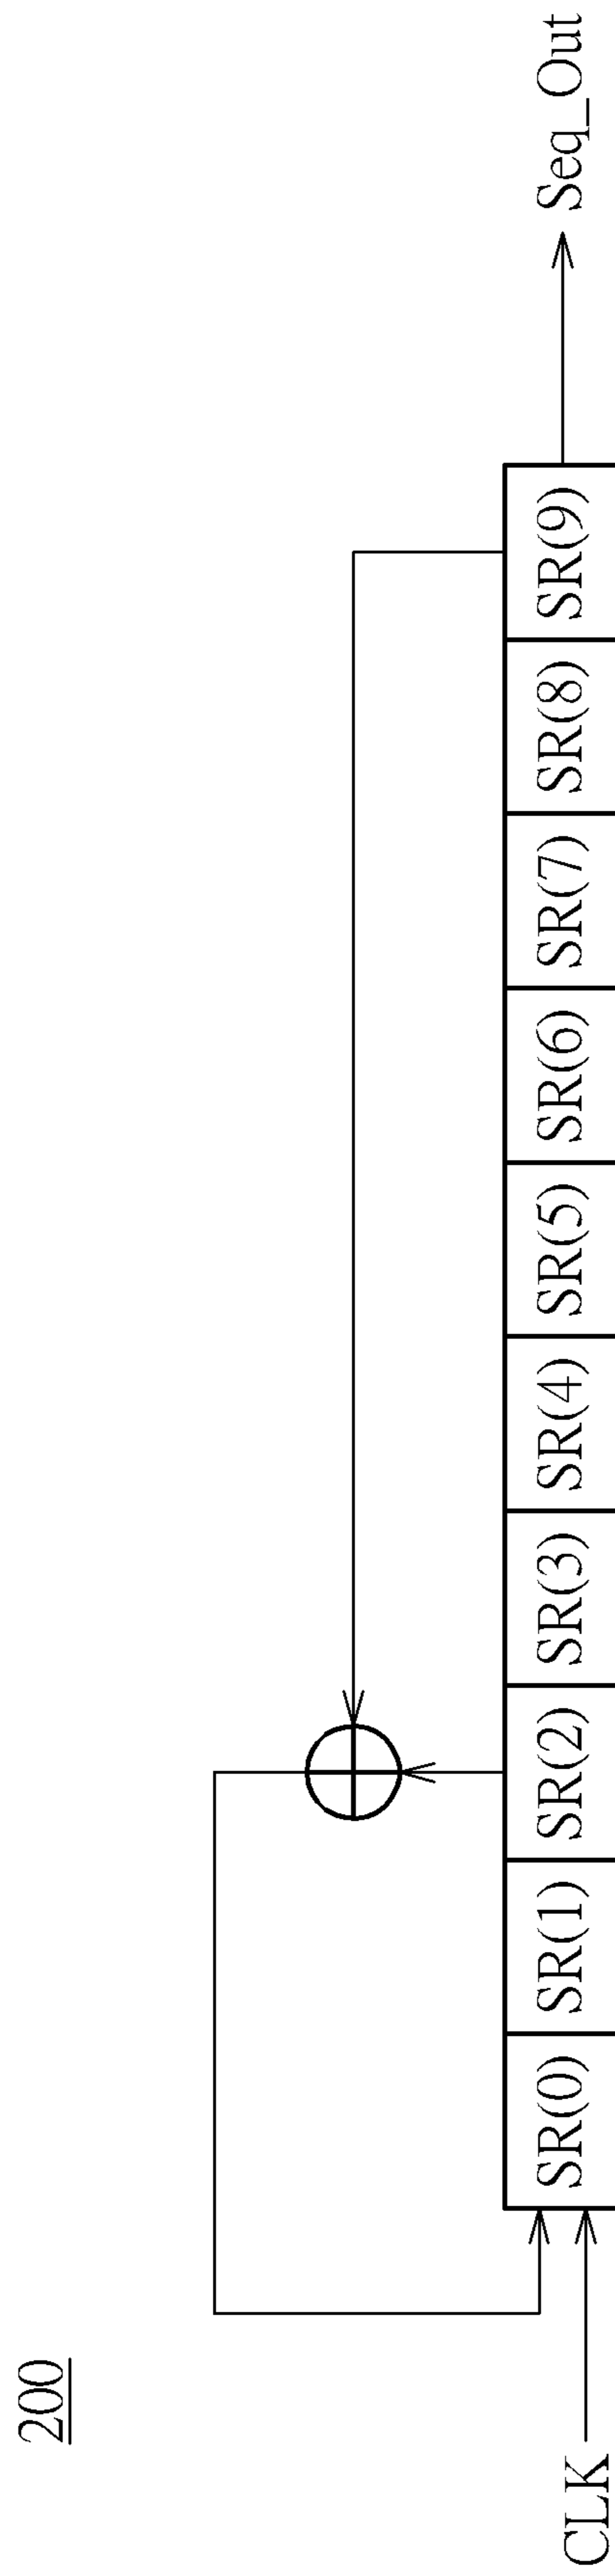 200
CLK
SR(0) SR(1) SR(2) SR(3) SR(4) SR(5) SR(6) SR(7) SR(8) SR(9)
Seq_Out